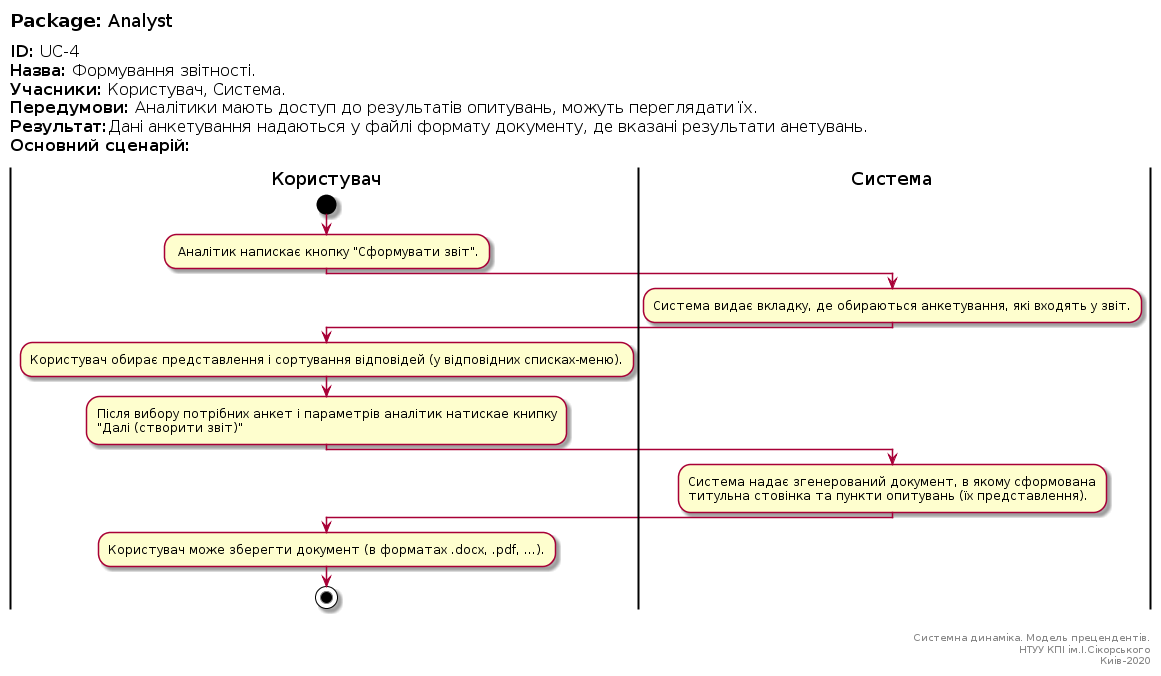 Package: Analyst
ID: UC-4
Назва: Формування звітності.
Учасники: Користувач, Система.
Передумови: Аналітики мають доступ до результатів опитувань, можуть переглядати їх.
Результат: Дані анкетування надаються у файлі формату документу, де вказані результати анетувань.
Основний сценарій:
Користувач
Система
Аналітик напискає кнопку "Сформувати звіт".
Система видає вкладку, де обираються анкетування, які входять у звіт.
Користувач обирає представлення і сортування відповідей (у відповідних списках-меню).
Після вибору потрібних анкет і параметрів аналітик натискае книпку
"Далі (створити звіт)"
Система надає згенерований документ, в якому сформована
титульна стовінка та пункти опитувань (їх представлення).
Користувач може зберегти документ (в форматах .docx, .pdf, ...).
Системна динаміка. Модель прецендентів.
НТУУ КПІ ім.І.Сікорського
Киів-2020